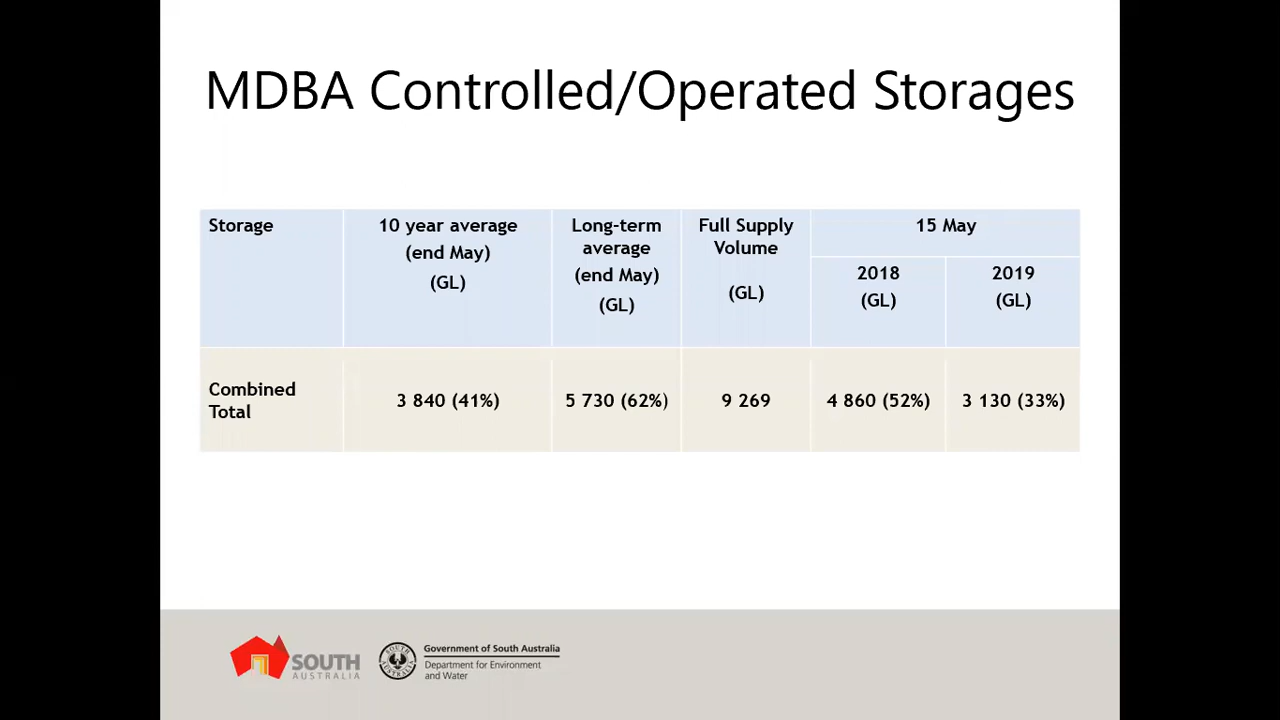 MDBA Controlled/Operated Storages
Storage
10 year average
(end May)
(GL)
Long-term
average
(end May)
(GL)
Full Supply
Volume
(GL)
15 May
2018
(GL)
2019
(GL)
Combined
Total
3 840 (41%)
5 730 (62%)
9 269
4 860 (52%)
3 130 (33%)
SOUTH
AUSTRALIA
SOUTH AUSTRALIA
Government of South Australia
Department for Environment
and Water